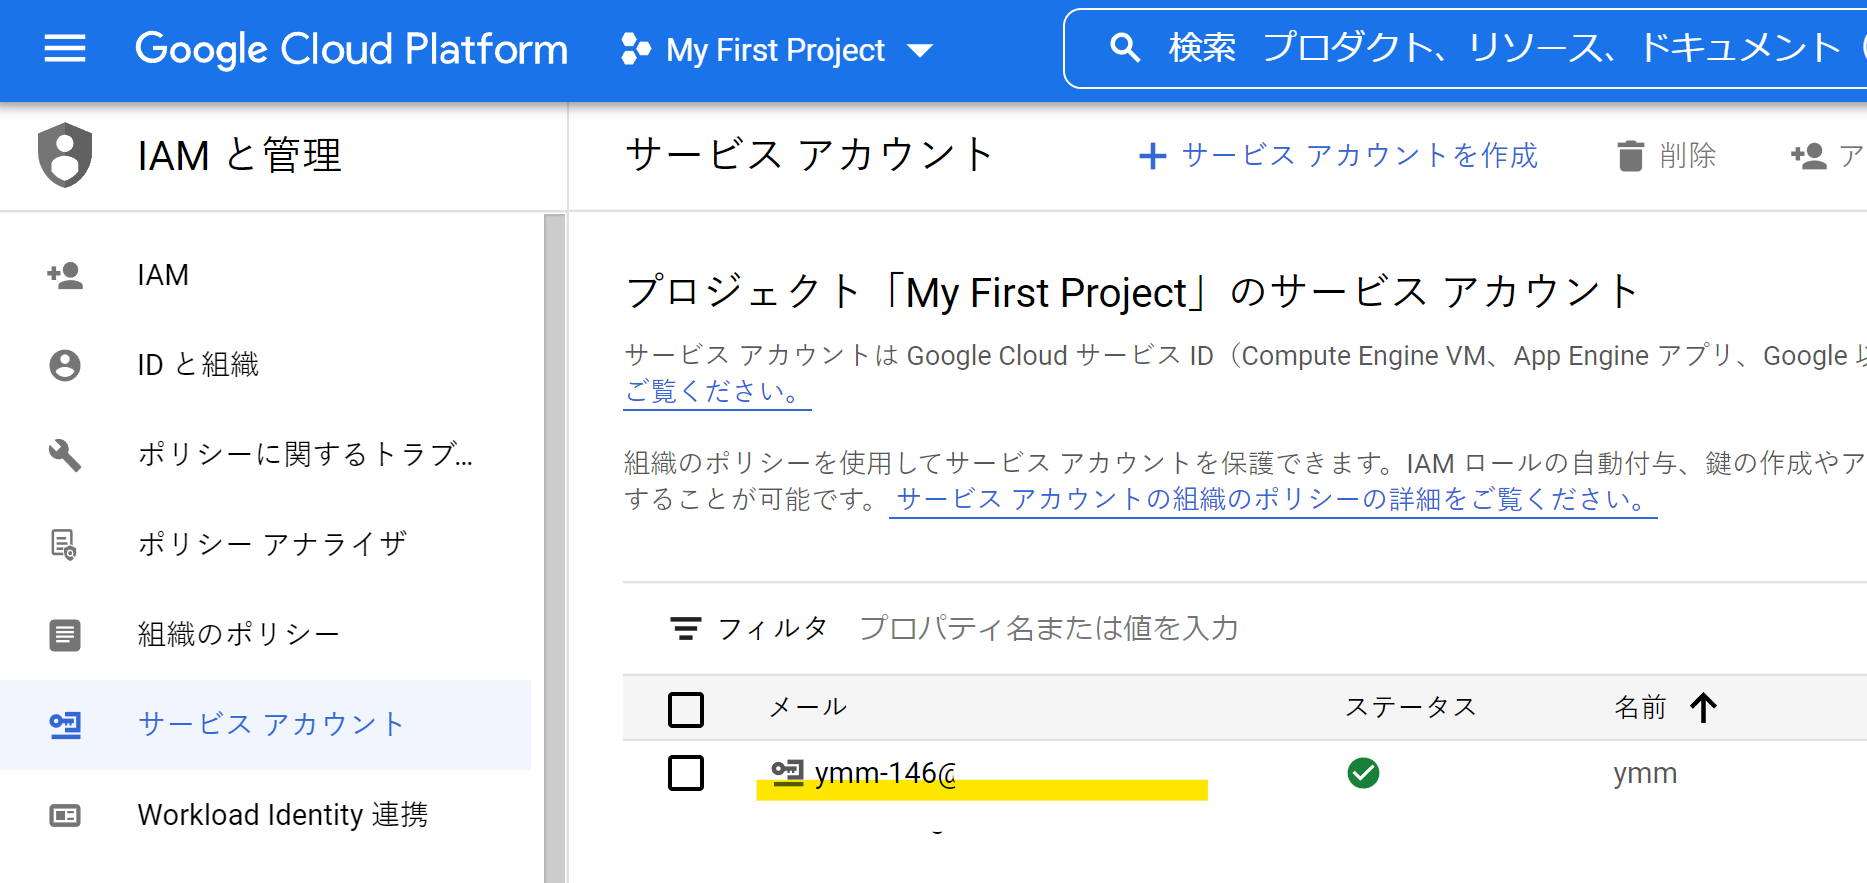 Google Cloud Platform
My First Project
検索 プロダクト、リソース、ドキュメント
IAM と管理
サービス アカウント
サービス アカウントを作成
削除
ア
IAM
ID と組織
ポリシーに関するトラブ...
ポリシー アナライザ
組織のポリシー
サービス アカウント
Workload Identity 連携
プロジェクト「My First Project」のサービス アカウント
サービス アカウントは Google Cloud サービス ID（Compute Engine VM、App Engine アプリ、Google
ご覧ください。
組織のポリシーを使用してサービス アカウントを保護できます。IAM ロールの自動付与、鍵の作成やア
することが可能です。 サービス アカウントの組織のポリシーの詳細をご覧ください。
フィルタ プロパティ名または値を入力
メール ステータス 名前
ymm-146@ ymm